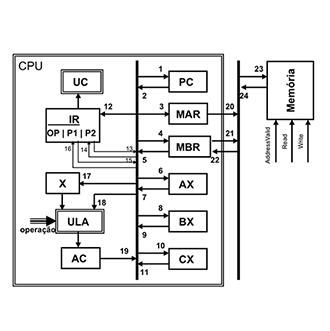 CPU
UC
IR
OP | P1 | P2
16
14
13
15
12
X
17
18
ULA
operação
AC
19
1
PC
2
3
MAR
20
4
MBR
21
5
22
6
AX
7
8
BX
9
10
CX
11
23
24
Memória
AddressValid
Read
Write